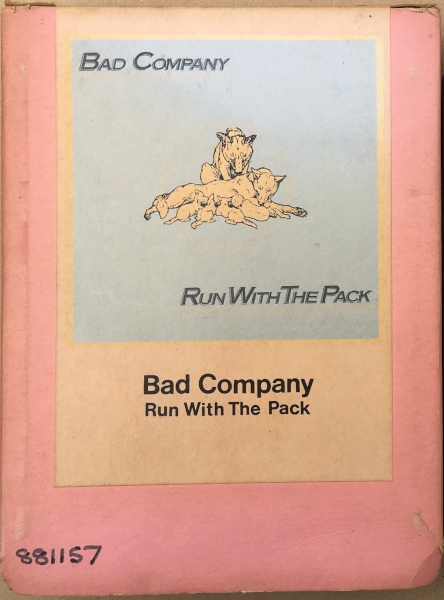 BAD COMPANY
RUN WITH THE PACK
Bad Company
Run With The Pack
881157